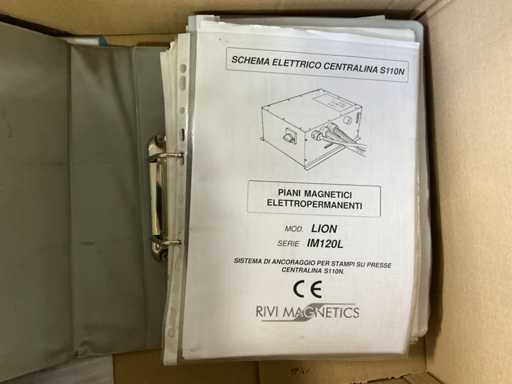 SCHEMA ELETTRICO CENTRALINA S110N
PIANI MAGNETICI
ELETTROPERMANENTI
MOD. LION
SERIE IM120L
SISTEMA DI ANCORAGGIO PER STAMPI SU PRESSE
CENTRALINA S110N.
CE
RIVI MAGNETICS